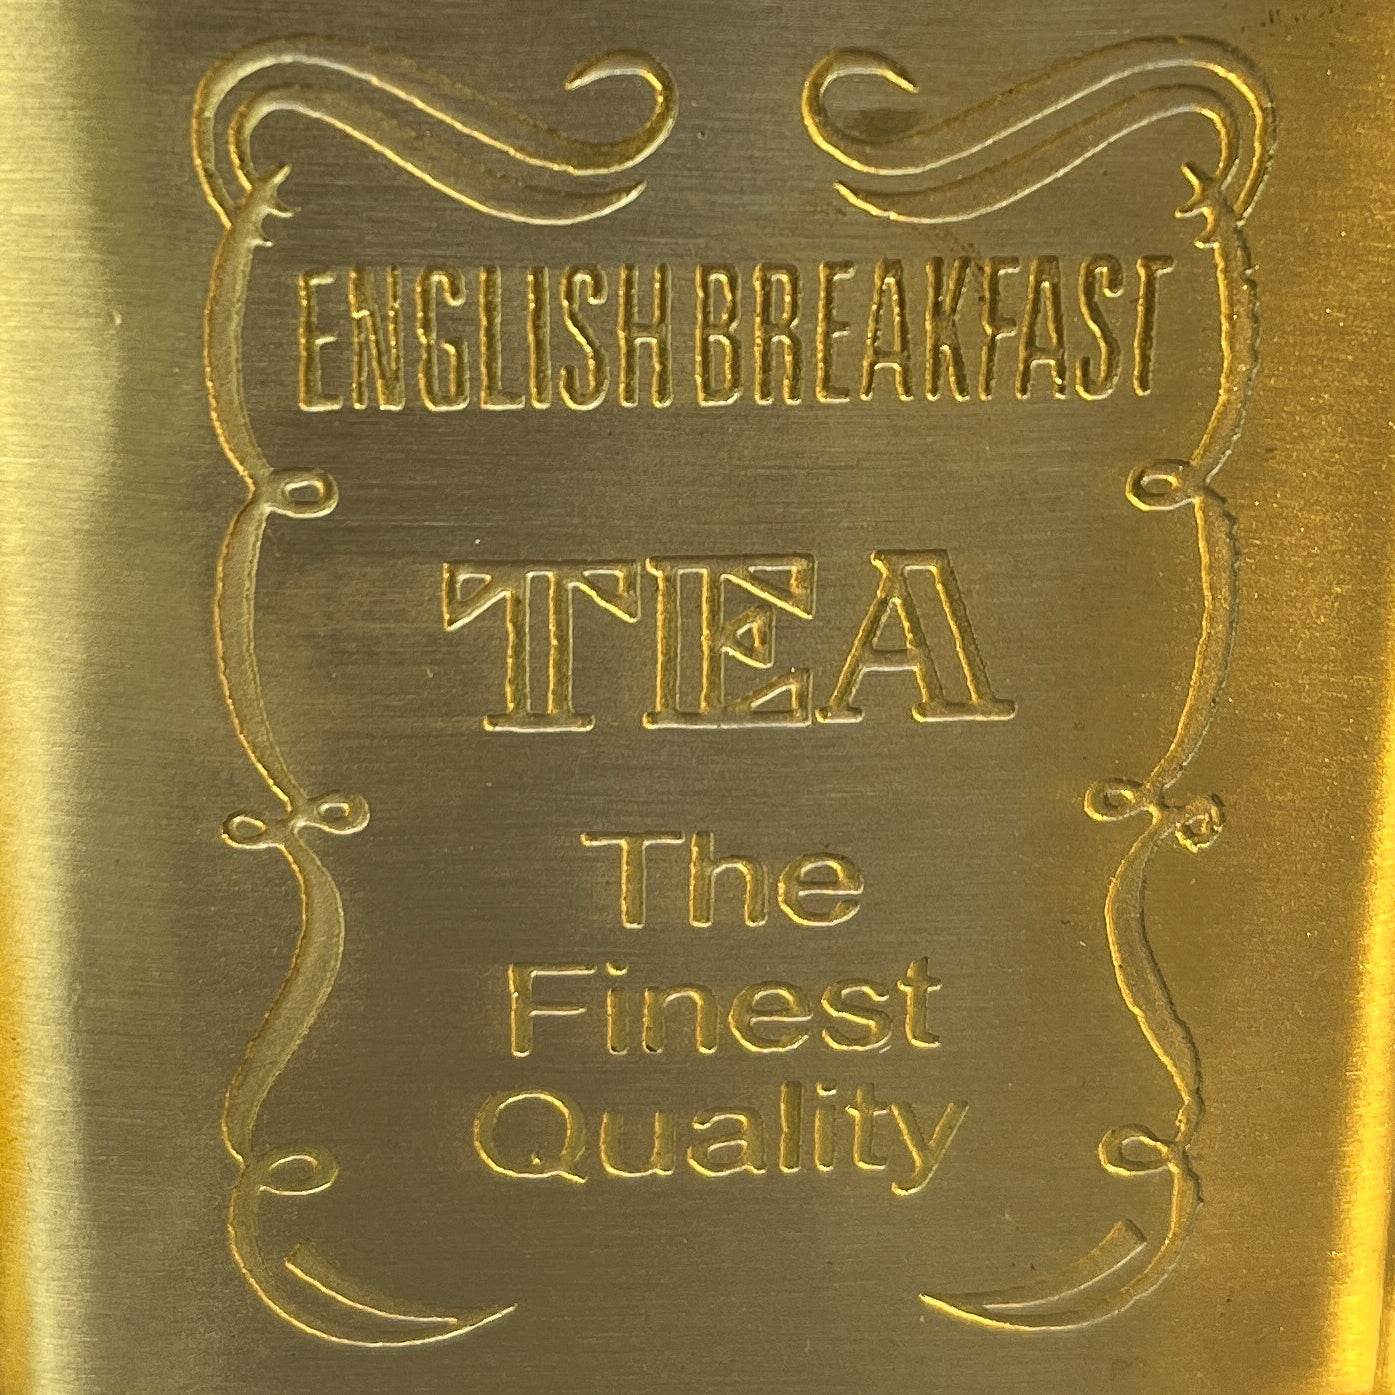 ENGLISH BREAKFAST
TEA
The
Finest
Quality